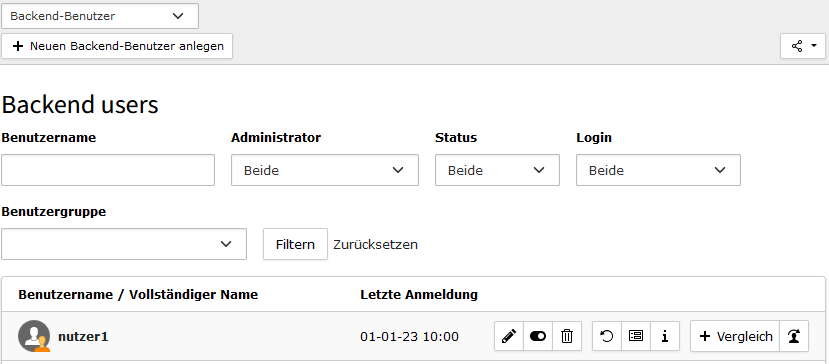 Backend-Benutzer
Neuen Backend-Benutzer anlegen
Backend users
Benutzername Administrator Status Login
Beide Beide Beide
Benutzergruppe
Filtern Zurücksetzen
Benutzername / Vollständiger Name Letzte Anmeldung
nutzer1 01-01-23 10:00 Vergleich